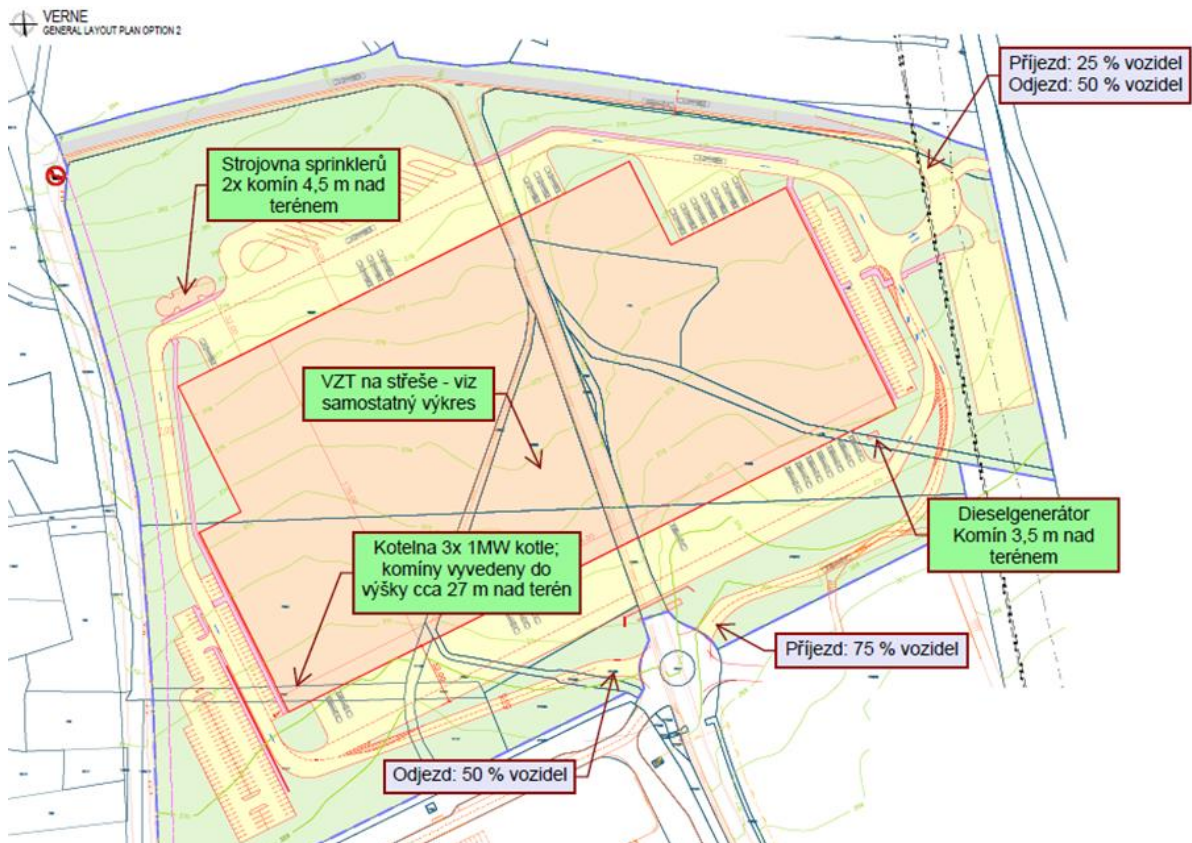 VERNE
GENERAL LAYOUT PLAN OPTION 2
Příjezd: 25 % vozidel
Odjezd: 50 % vozidel
Strojovna sprinklerů
2x komín 4,5 m nad
terénem
VZT na střeše - viz
samostatný výkres
Kotelna 3x 1MW kotle;
komíny vyvedeny do
výšky cca 27 m nad terén
Dieselgenerátor
Komín 3,5 m nad
terénem
Příjezd: 75 % vozidel
Odjezd: 50 % vozidel